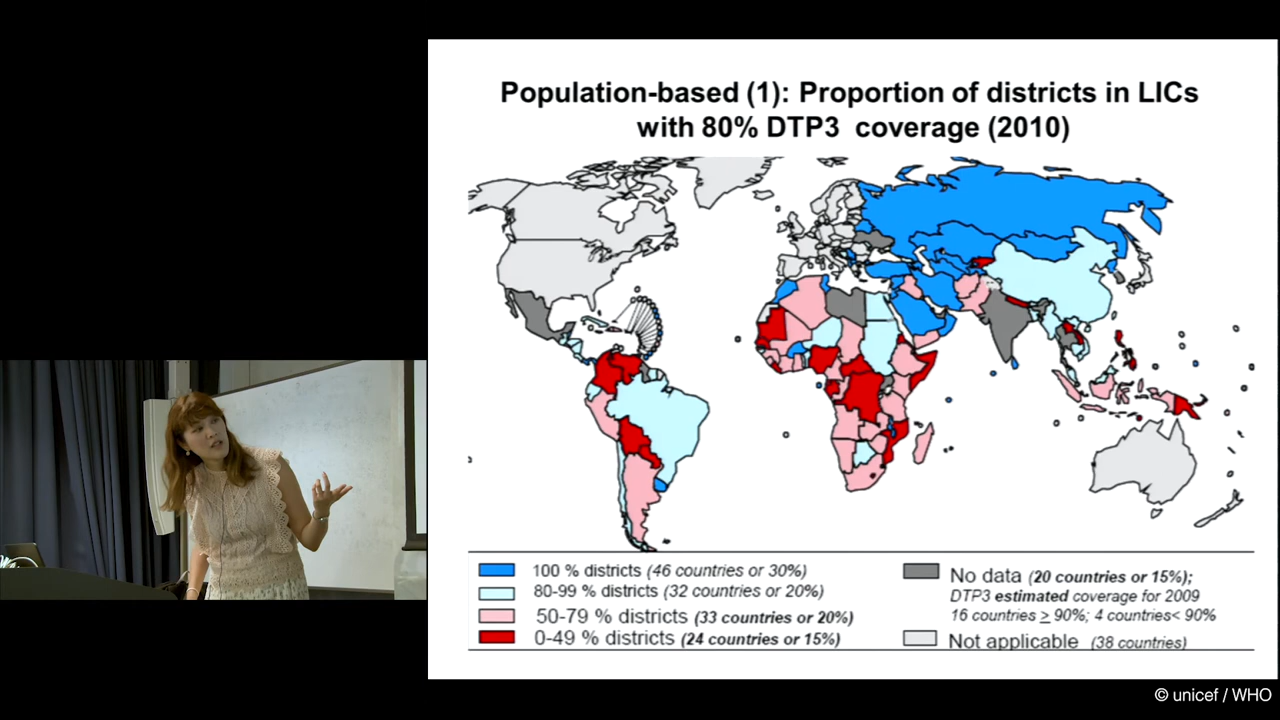 Population-based (1): Proportion of districts in LICs
with 80% DTP3 coverage (2010)
100 % districts (46 countries or 30%)
80-99 % districts (32 countries or 20%)
50-79 % districts (33 countries or 20%)
0-49 % districts (24 countries or 15%)
No data (20 countries or 15%);
DTP3 estimated coverage for 2009
16 countries ≥ 90%; 4 countries< 90%
Not applicable (38 countries)
© unicef / WHO